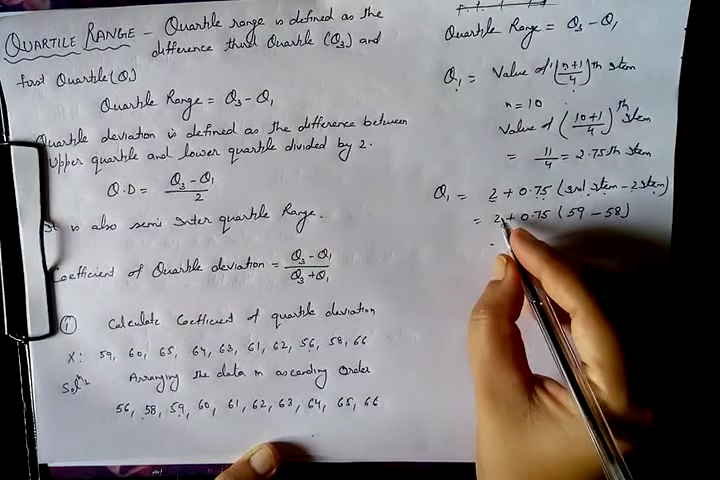 QUARTILE RANGE - Quartile range is defined as the
difference third Quartile (Q3) and
first Quartile (Q1)
Quartile Range = Q3 - Q1
Quartile deviation is defined as the difference between
Upper quartile and lower quartile divided by 2.
Q.D = Q3 - Q1 / 2
It is also semi Inter quartile Range.
Coefficient of Quartile deviation = Q3 - Q1 / Q3 + Q1
① Calculate Coefficient of quartile deviation
X: 59, 60, 65, 64, 63, 61, 62, 56, 58, 66
Sol^n Arranging the data in ascending order
56, 58, 59, 60, 61, 62, 63, 64, 65, 66
Quartile Range = Q3 - Q1
Q1 = Value of (n+1 / 4)^th item
n = 10
Value of (10+1 / 4)^th item
= 11/4 = 2.75th item
Q1 = 2 + 0.75 (3rd item - 2 item)
= 2 + 0.75 (59 - 58)